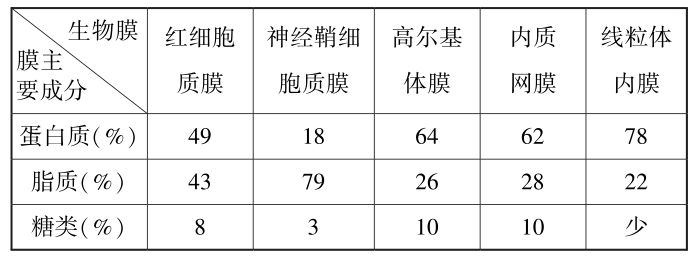 生物膜
膜主
要成分
红细胞
质膜
神经鞘细
胞质膜
高尔基
体膜
内质
网膜
线粒体
内膜
蛋白质(%) 49 18 64 62 78
脂质(%) 43 79 26 28 22
糖类(%) 8 3 10 10 少